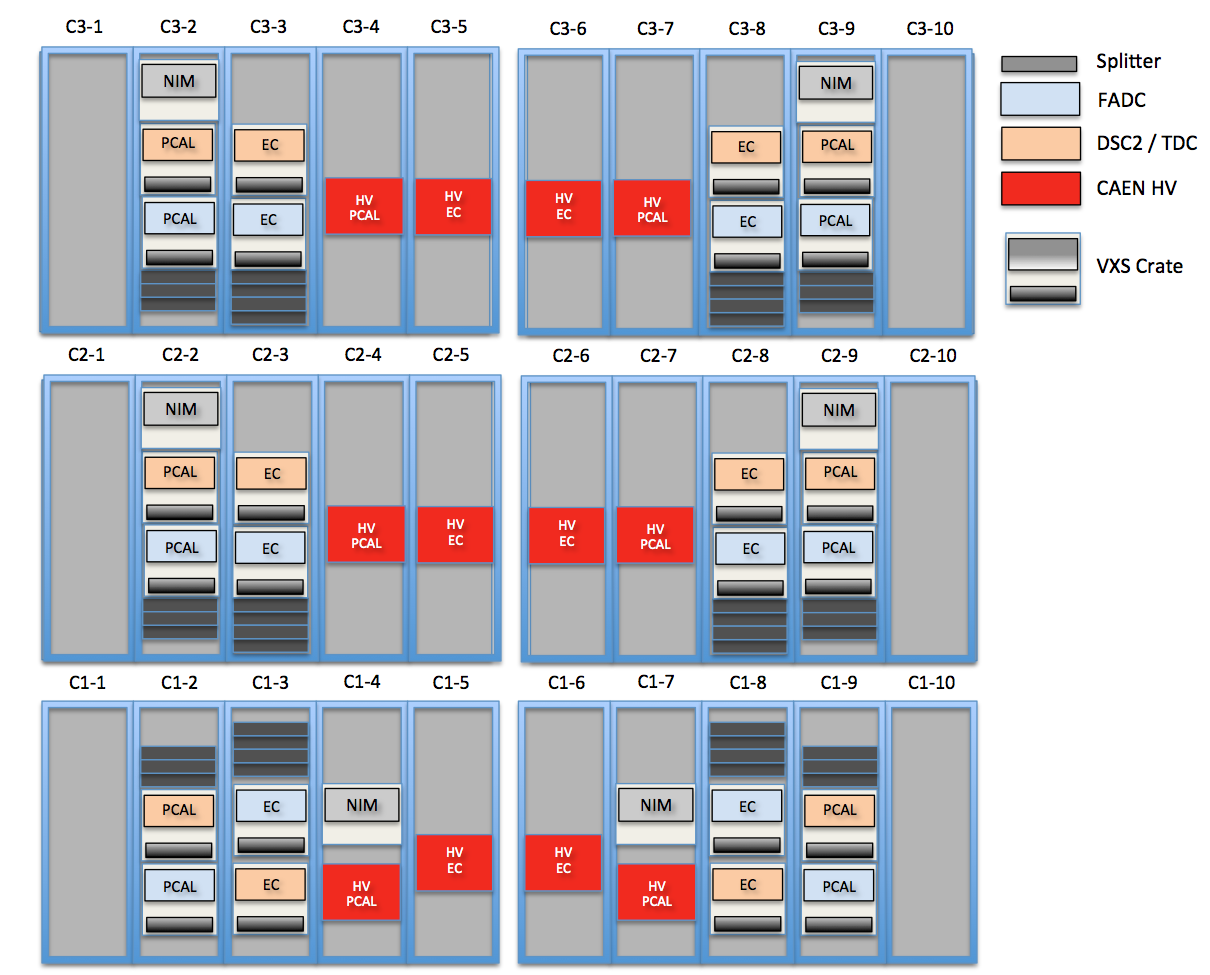 C3-1 C3-2 C3-3 C3-4 C3-5 C3-6 C3-7 C3-8 C3-9 C3-10
NIM NIM
PCAL EC EC PCAL
HV
PCAL
HV
EC
HV
EC
HV
PCAL
PCAL EC EC PCAL
Splitter
FADC
DSC2 / TDC
CAEN HV
VXS Crate
C2-1 C2-2 C2-3 C2-4 C2-5 C2-6 C2-7 C2-8 C2-9 C2-10
NIM NIM
PCAL EC EC PCAL
HV
PCAL
HV
EC
HV
EC
HV
PCAL
PCAL EC EC PCAL
C1-1 C1-2 C1-3 C1-4 C1-5 C1-6 C1-7 C1-8 C1-9 C1-10
PCAL EC NIM NIM EC PCAL
HV
EC
HV
EC
PCAL EC
HV
PCAL
HV
PCAL
EC PCAL